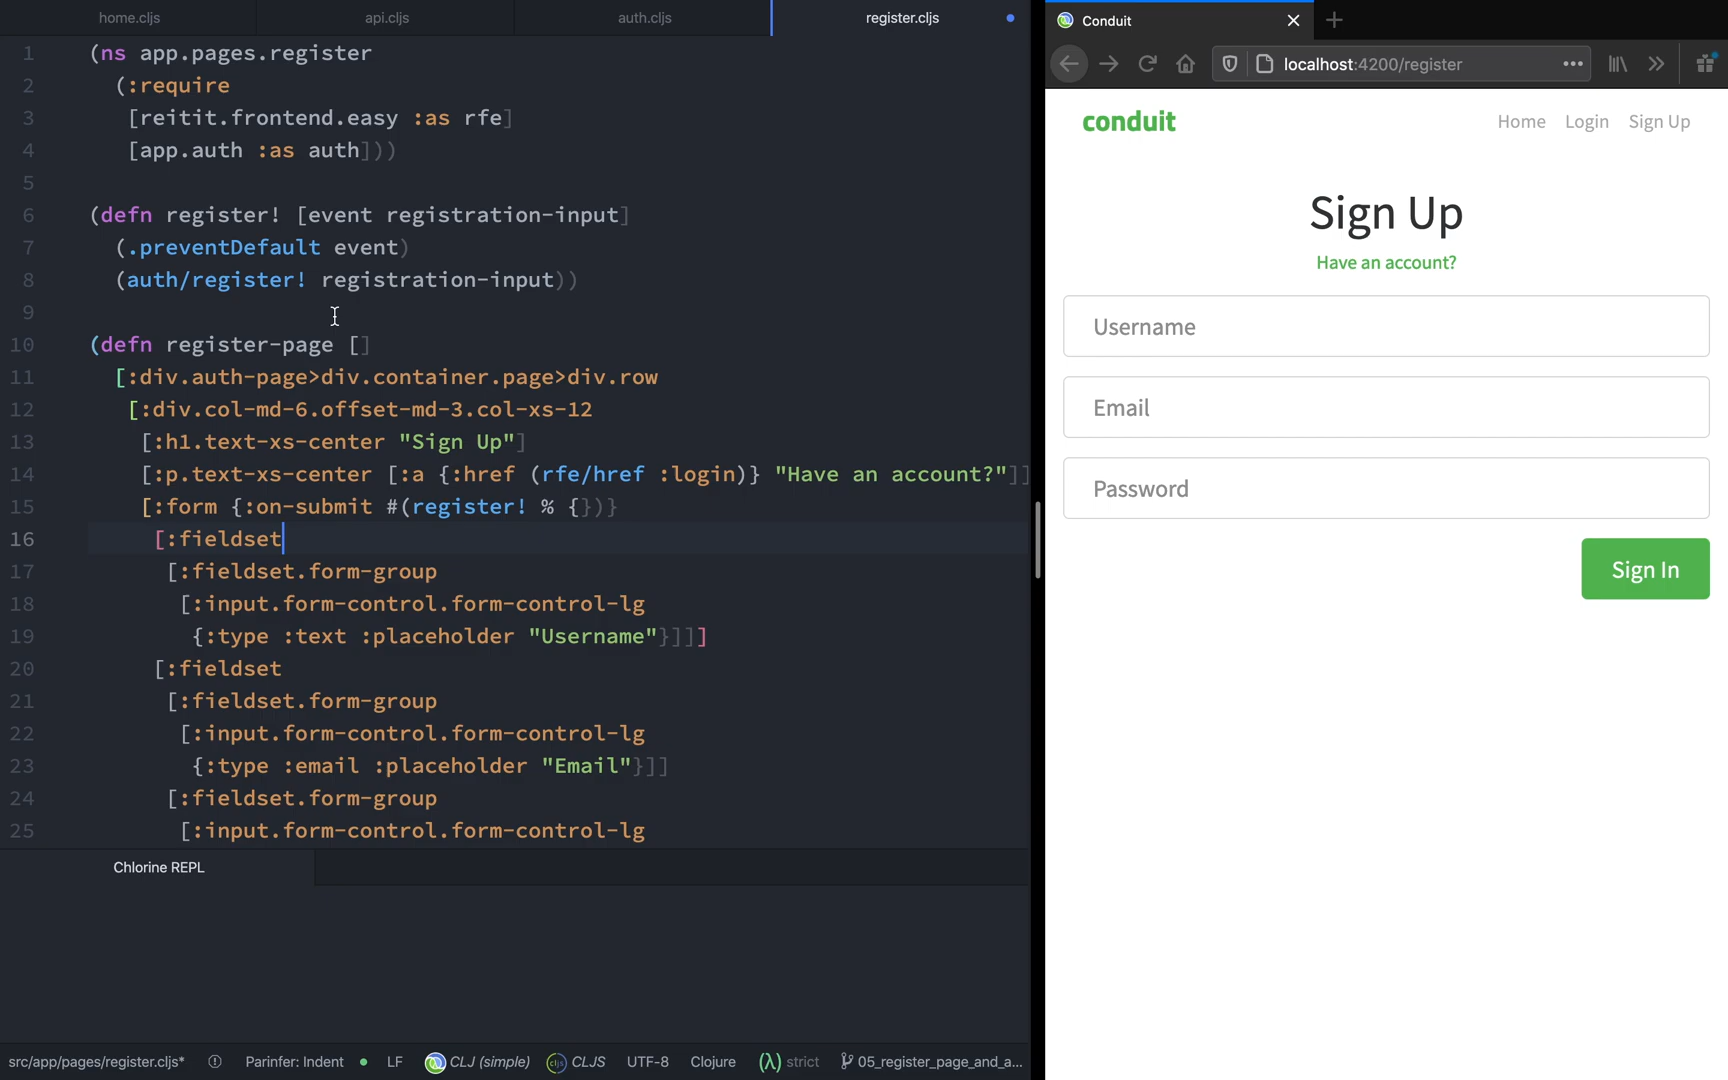 home.cljs
api.cljs
auth.cljs
register.cljs
1 (ns app.pages.register
2 (:require
3 [reitit.frontend.easy :as rfe]
4 [app.auth :as auth]))
5
6 (defn register! [event registration-input]
7 (.preventDefault event)
8 (auth/register! registration-input))
9
10 (defn register-page []
11 [:div.auth-page>div.container.page>div.row
12 [:div.col-md-6.offset-md-3.col-xs-12
13 [:h1.text-xs-center "Sign Up"]
14 [:p.text-xs-center [:a {:href (rfe/href :login)} "Have an account?"]]
15 [:form {:on-submit #(register! % {})}
16 [:fieldset
17 [:fieldset.form-group
18 [:input.form-control.form-control-lg
19 {:type :text :placeholder "Username"}]]]
20 [:fieldset
21 [:fieldset.form-group
22 [:input.form-control.form-control-lg
23 {:type :email :placeholder "Email"}]]
24 [:fieldset.form-group
25 [:input.form-control.form-control-lg
Chlorine REPL
src/app/pages/register.cljs*
Parinfer: Indent
LF
CLJ (simple)
cljs CLJS
UTF-8
Clojure
(λ) strict
05_register_page_and_a...
Conduit
localhost:4200/register
conduit
Home
Login
Sign Up
Sign Up
Have an account?
Username
Email
Password
Sign In